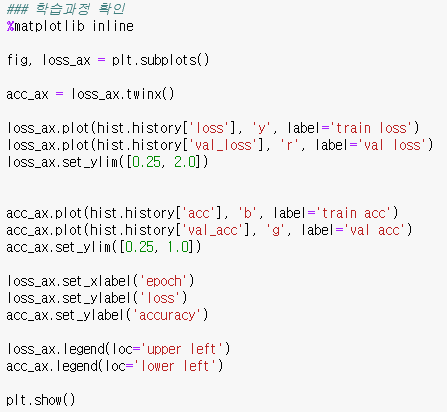 ### 학습과정 확인
%matplotlib inline
fig, loss_ax = plt.subplots()
acc_ax = loss_ax.twinx()
loss_ax.plot(hist.history['loss'], 'y', label='train loss')
loss_ax.plot(hist.history['val_loss'], 'r', label='val loss')
loss_ax.set_ylim([0.25, 2.0])
acc_ax.plot(hist.history['acc'], 'b', label='train acc')
acc_ax.plot(hist.history['val_acc'], 'g', label='val acc')
acc_ax.set_ylim([0.25, 1.0])
loss_ax.set_xlabel('epoch')
loss_ax.set_ylabel('loss')
acc_ax.set_ylabel('accuracy')
loss_ax.legend(loc='upper left')
acc_ax.legend(loc='lower left')
plt.show()